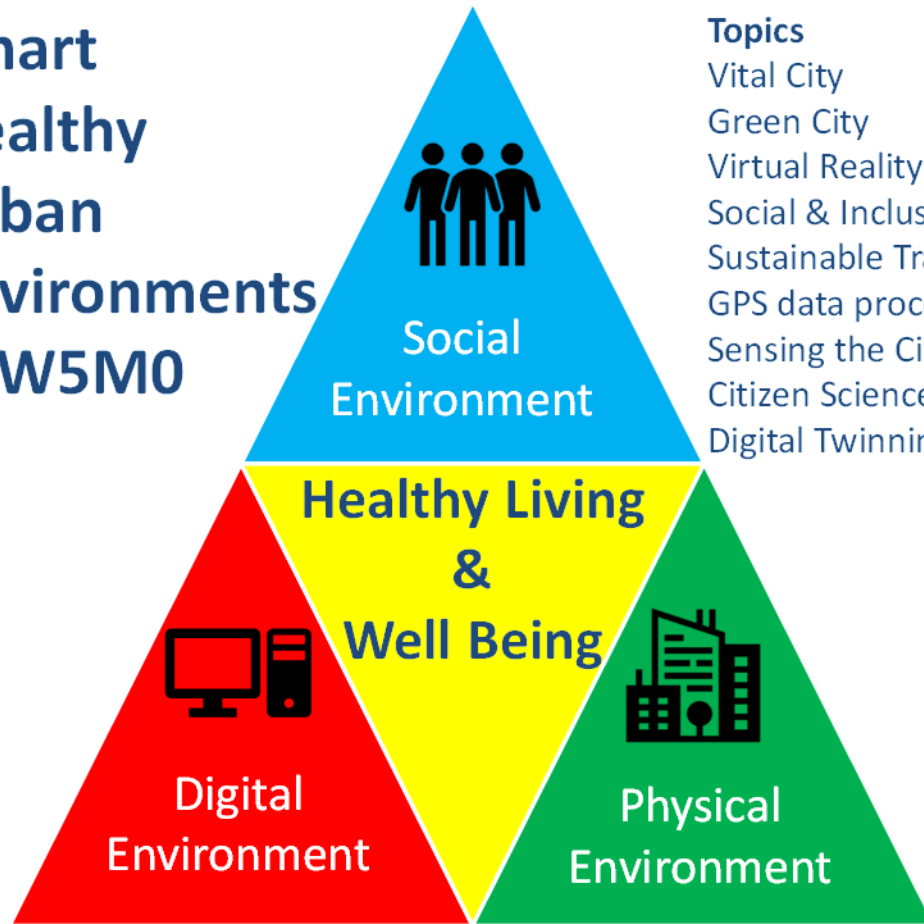 mart
ealthy
ban
vironments
W5M0
Topics
Vital City
Green City
Virtual Reality
Social & Inclus
Sustainable Tra
GPS data proc
Sensing the Ci
Citizen Science
Digital Twinnin
Social
Environment
Healthy Living
&
Well Being
Digital
Environment
Physical
Environment